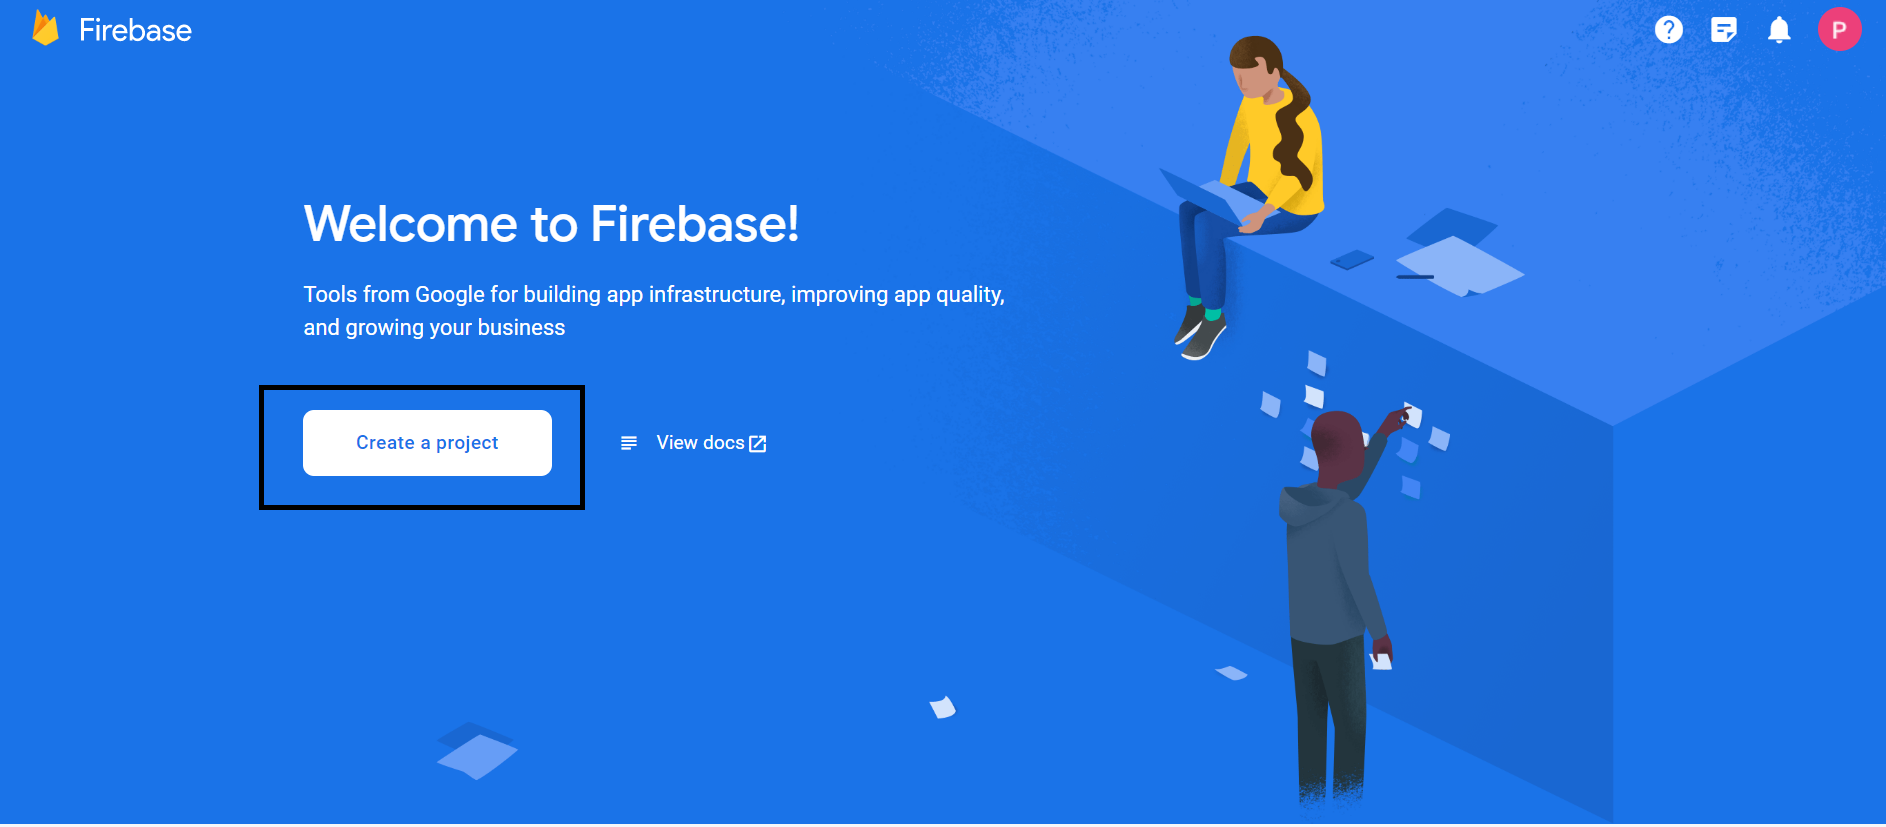 Firebase
P
Welcome to Firebase!
Tools from Google for building app infrastructure, improving app quality,
and growing your business
Create a project
View docs